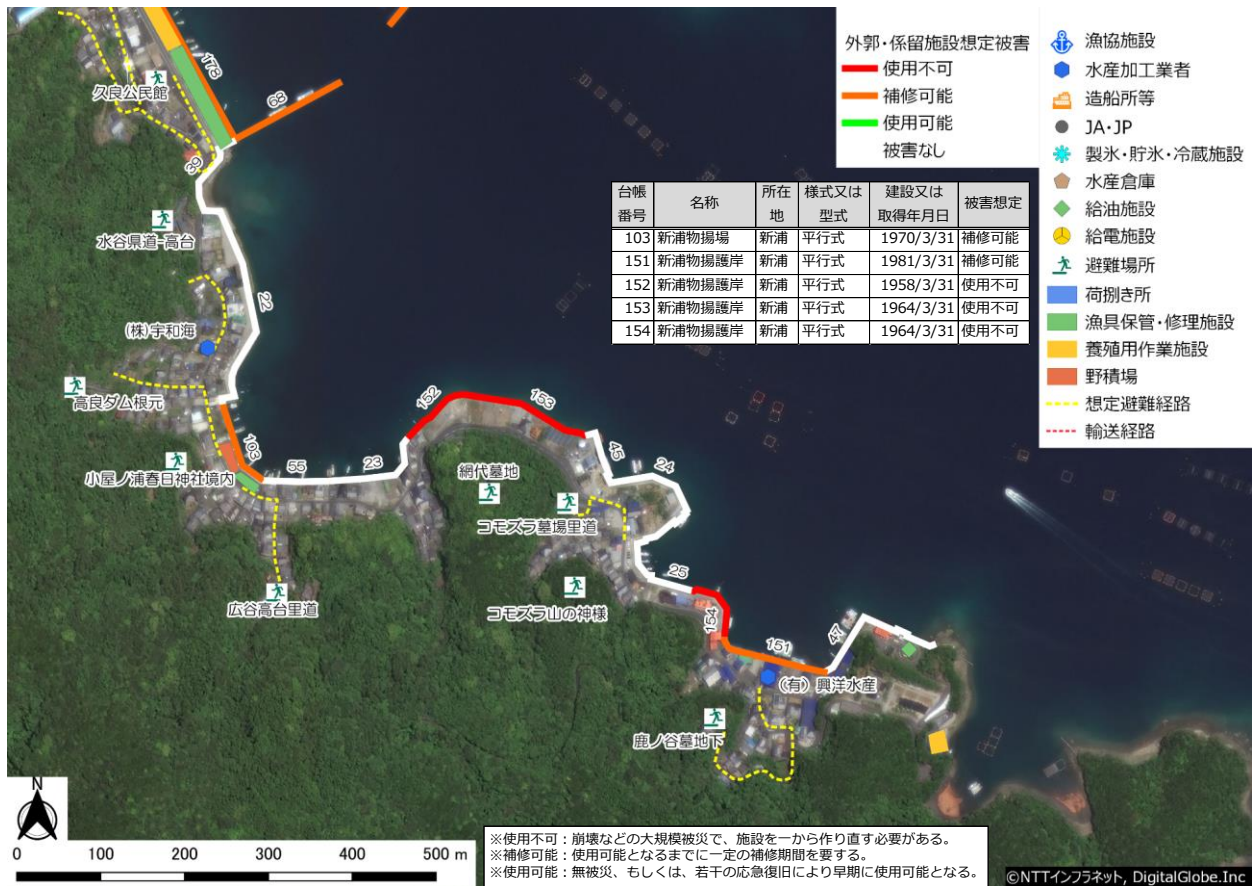 外郭・係留施設想定被害
使用不可
補修可能
使用可能
被害なし
漁協施設
水産加工業者
造船所等
JA・JP
製氷・貯氷・冷蔵施設
水産倉庫
給油施設
給電施設
避難場所
荷捌き所
漁具保管・修理施設
養殖用作業施設
野積場
想定避難経路
輸送経路
台帳番号 名称 所在地 様式又は型式 建設又は取得年月日 被害想定
103 新浦物揚場 新浦 平行式 1970/3/31 補修可能
151 新浦物揚護岸 新浦 平行式 1981/3/31 補修可能
152 新浦物揚護岸 新浦 平行式 1958/3/31 使用不可
153 新浦物揚護岸 新浦 平行式 1964/3/31 使用不可
154 新浦物揚護岸 新浦 平行式 1964/3/31 使用不可
178
68
久良公民館
39
水谷県道-高台
22
(株)宇和海
高良ダム根元
103
小屋ノ浦春日神社境内
55
23
152
153
45
24
網代墓地
コモズラ墓場里道
25
広谷高台里道
コモズラ山の神様
154
151
47
(有) 興洋水産
鹿ノ谷墓地下
N
0 100 200 300 400 500 m
※使用不可：崩壊などの大規模被災で、施設を一から作り直す必要がある。
※補修可能：使用可能となるまでに一定の補修期間を要する。
※使用可能：無被災、もしくは、若干の応急復旧により早期に使用可能となる。
©NTTインフラネット, DigitalGlobe.Inc